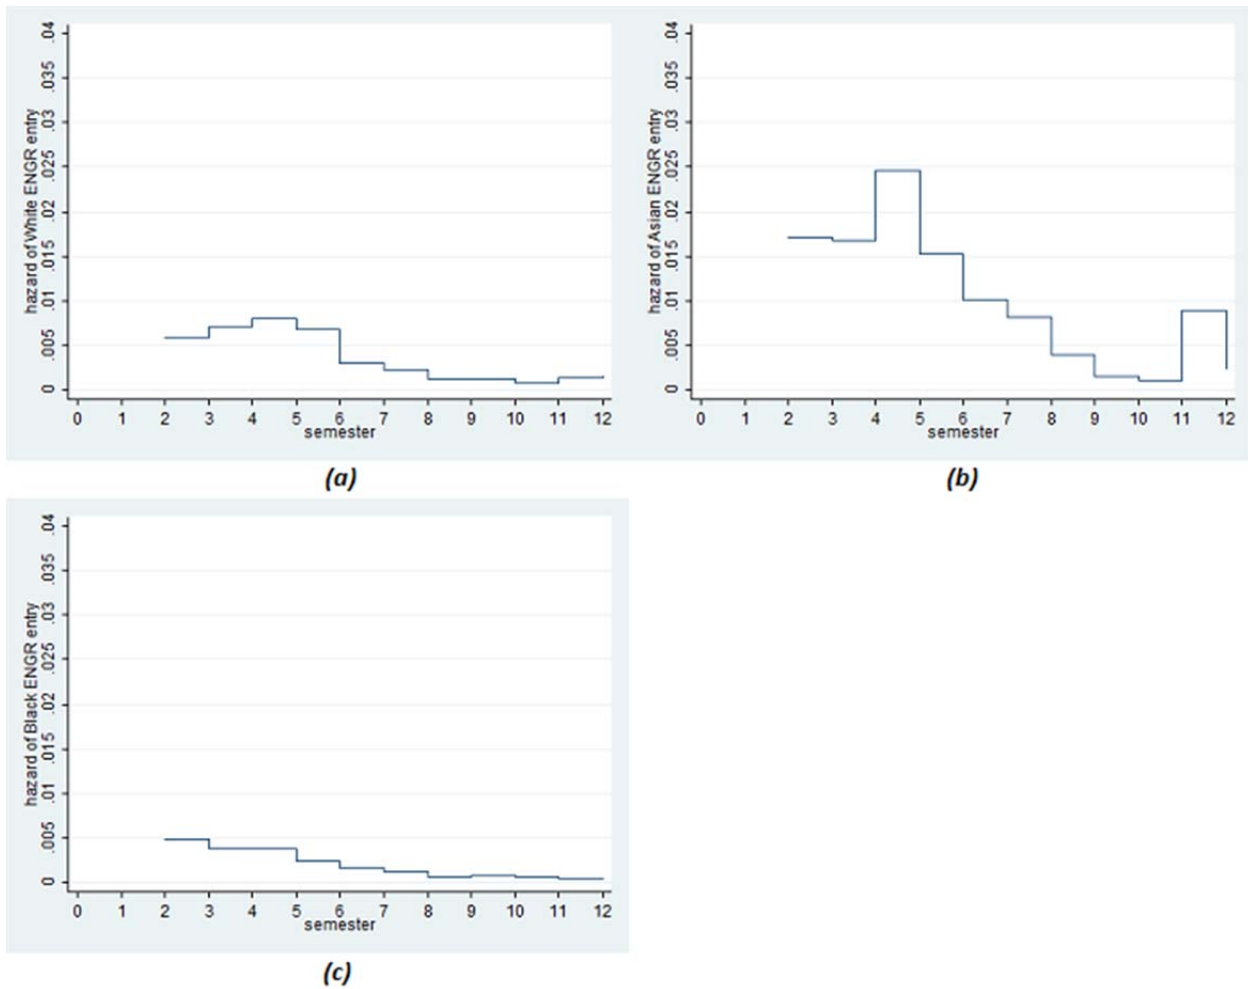 hazard of White ENGR entry
.04
.035
.03
.025
.02
.015
.01
.005
0
0 1 2 3 4 5 6 7 8 9 10 11 12
semester
(a)
hazard of Asian ENGR entry
.04
.035
.03
.025
.02
.015
.01
.005
0
0 1 2 3 4 5 6 7 8 9 10 11 12
semester
(b)
hazard of Black ENGR entry
.04
.035
.03
.025
.02
.015
.01
.005
0
0 1 2 3 4 5 6 7 8 9 10 11 12
semester
(c)